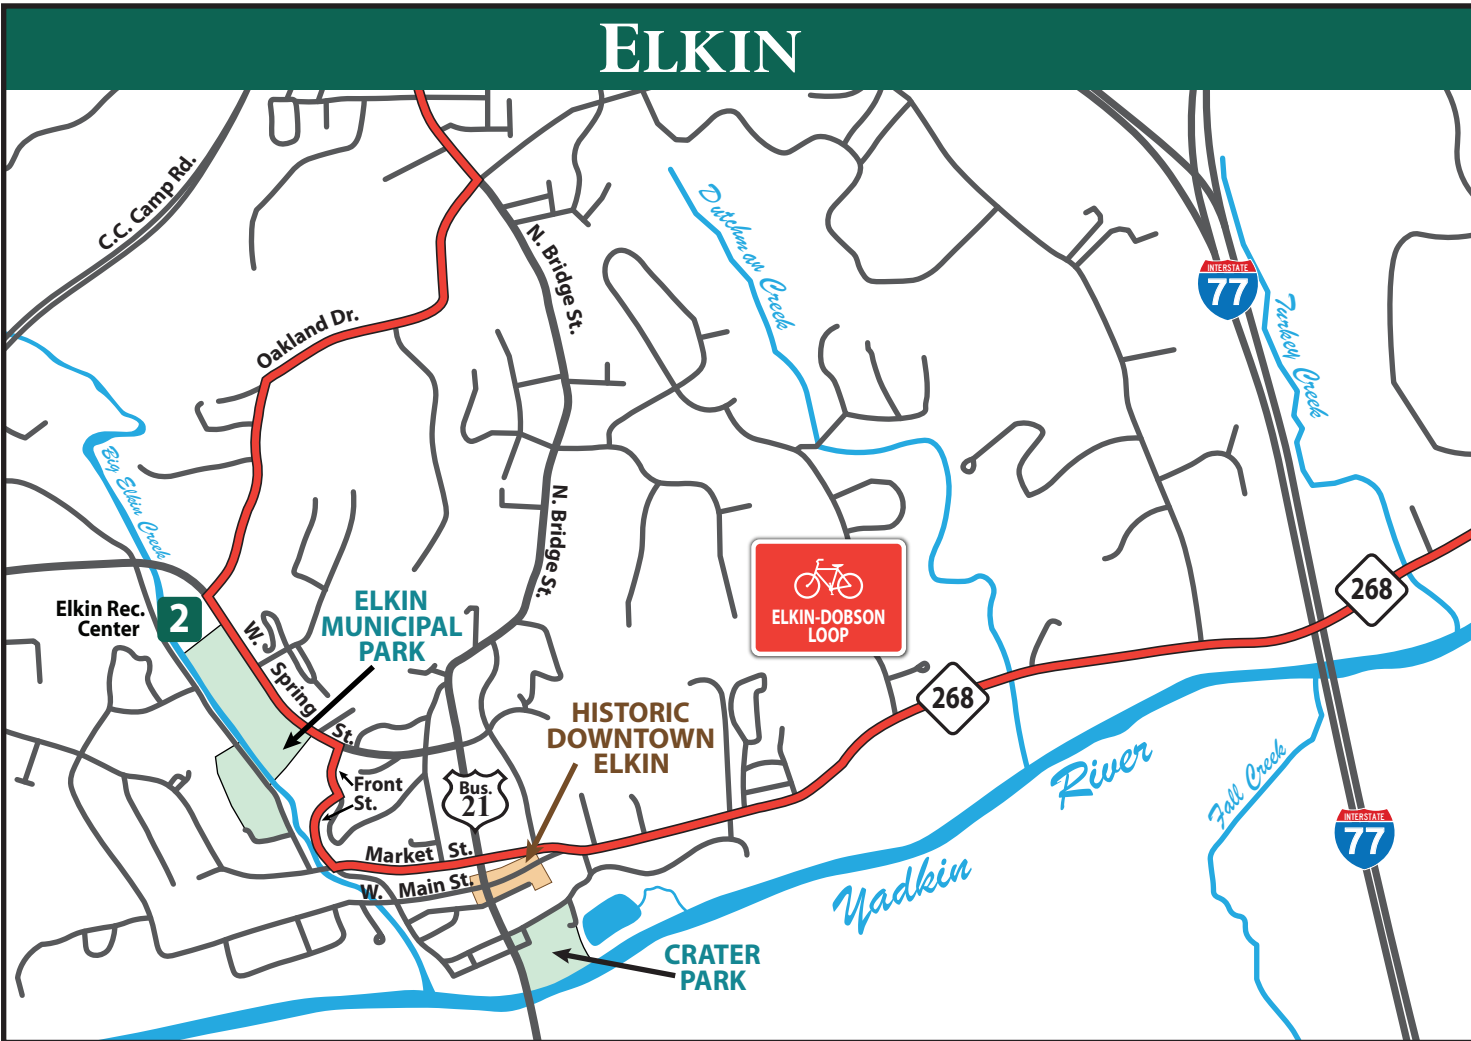 ELKIN
C.C. Camp Rd.
N. Bridge St.
Dutchman Creek
INTERSTATE
77
Turkey Creek
Oakland Dr.
Big Elkin Creek
N. Bridge St.
ELKIN-DOBSON
LOOP
268
Elkin Rec.
Center
2
ELKIN
MUNICIPAL
PARK
W. Spring St.
268
HISTORIC
DOWNTOWN
ELKIN
Front
St.
Bus.
21
Yadkin River
Fall Creek
INTERSTATE
77
Market St.
W. Main St.
CRATER
PARK